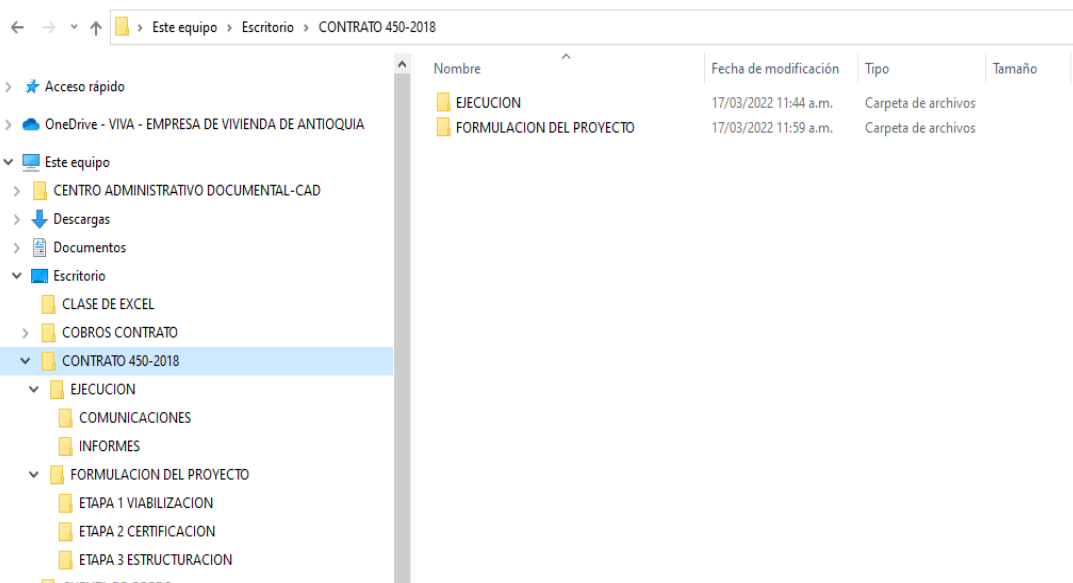 Este equipo > Escritorio > CONTRATO 450-2018
Acceso rápido
OneDrive - VIVA - EMPRESA DE VIVIENDA DE ANTIOQUIA
Este equipo
CENTRO ADMINISTRATIVO DOCUMENTAL-CAD
Descargas
Documentos
Escritorio
CLASE DE EXCEL
COBROS CONTRATO
CONTRATO 450-2018
EJECUCION
COMUNICACIONES
INFORMES
FORMULACION DEL PROYECTO
ETAPA 1 VIABILIZACION
ETAPA 2 CERTIFICACION
ETAPA 3 ESTRUCTURACION
Nombre Fecha de modificación Tipo Tamaño
EJECUCION 17/03/2022 11:44 a.m. Carpeta de archivos
FORMULACION DEL PROYECTO 17/03/2022 11:59 a.m. Carpeta de archivos